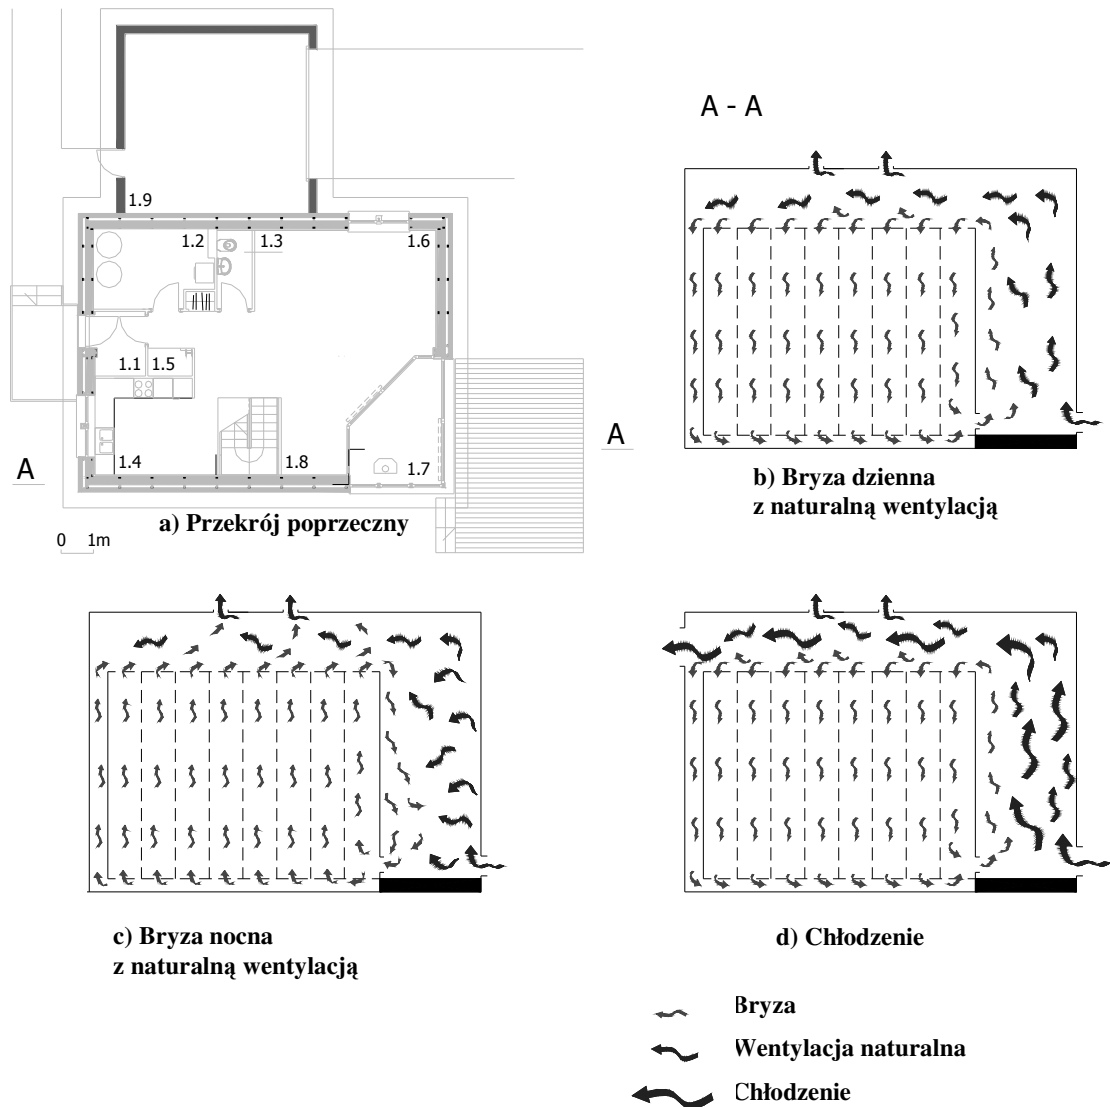 1.9
1.2
1.3
1.6
1.1
1.5
1.4
1.8
1.7
A
A
0 1m
a) Przekrój poprzeczny
A - A
b) Bryza dzienna
z naturalną wentylacją
c) Bryza nocna
z naturalną wentylacją
d) Chłodzenie
Bryza
Wentylacja naturalna
Chłodzenie